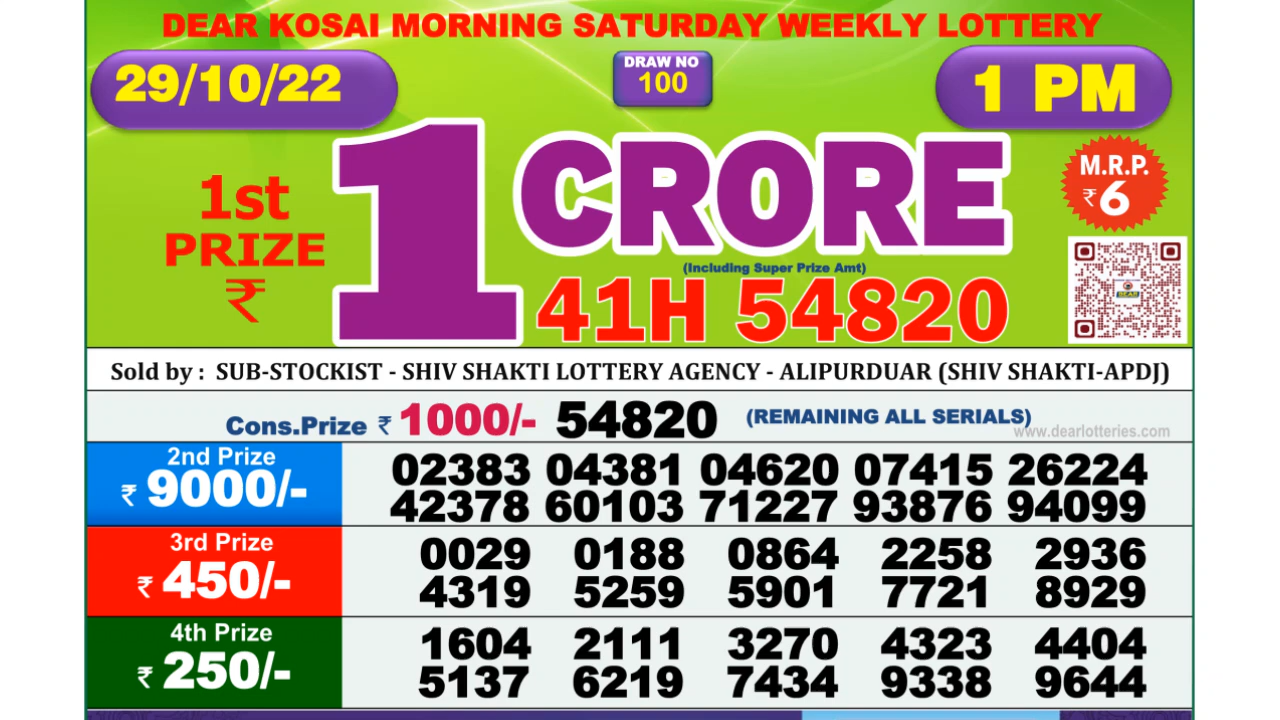 DEAR KOSAI MORNING SATURDAY WEEKLY LOTTERY
29/10/22
DRAW NO
100
1 PM
1st
PRIZE
₹
1 CRORE
(Including Super Prize Amt)
41H 54820
M.R.P.
₹6
DEAR
Sold by : SUB-STOCKIST - SHIV SHAKTI LOTTERY AGENCY - ALIPURDUAR (SHIV SHAKTI-APDJ)
Cons.Prize ₹ 1000/- 54820 (REMAINING ALL SERIALS)
www.dearlotteries.com
2nd Prize
₹ 9000/-
02383 04381 04620 07415 26224
42378 60103 71227 93876 94099
3rd Prize
₹ 450/-
0029 0188 0864 2258 2936
4319 5259 5901 7721 8929
4th Prize
₹ 250/-
1604 2111 3270 4323 4404
5137 6219 7434 9338 9644